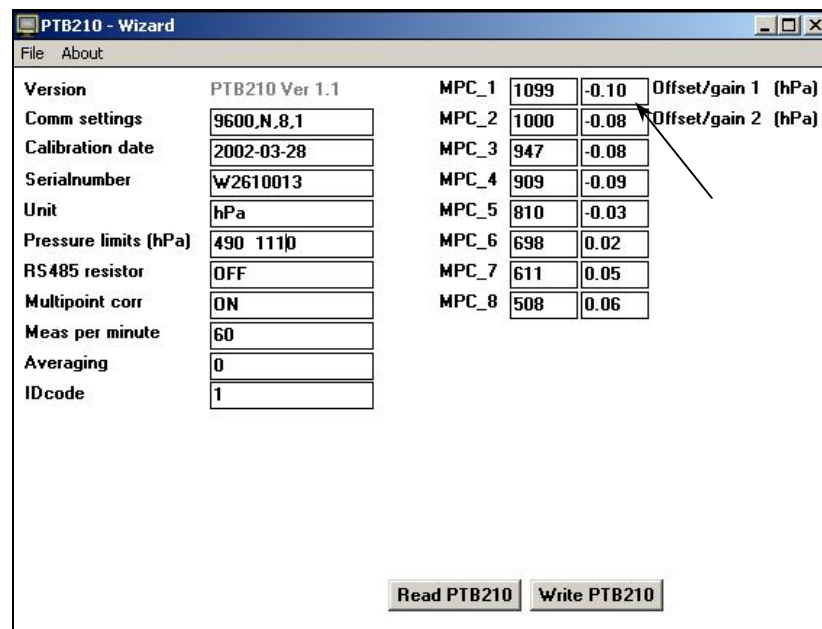 PTB210 - Wizard
File About
Version PTB210 Ver 1.1
Comm settings 9600,N,8,1
Calibration date 2002-03-28
Serialnumber W2610013
Unit hPa
Pressure limits (hPa) 490 1110
RS485 resistor OFF
Multipoint corr ON
Meas per minute 60
Averaging 0
IDcode 1
MPC_1 1099 -0.10 Offset/gain 1 (hPa)
MPC_2 1000 -0.08 Offset/gain 2 (hPa)
MPC_3 947 -0.08
MPC_4 909 -0.09
MPC_5 810 -0.03
MPC_6 698 0.02
MPC_7 611 0.05
MPC_8 508 0.06
Read PTB210 Write PTB210